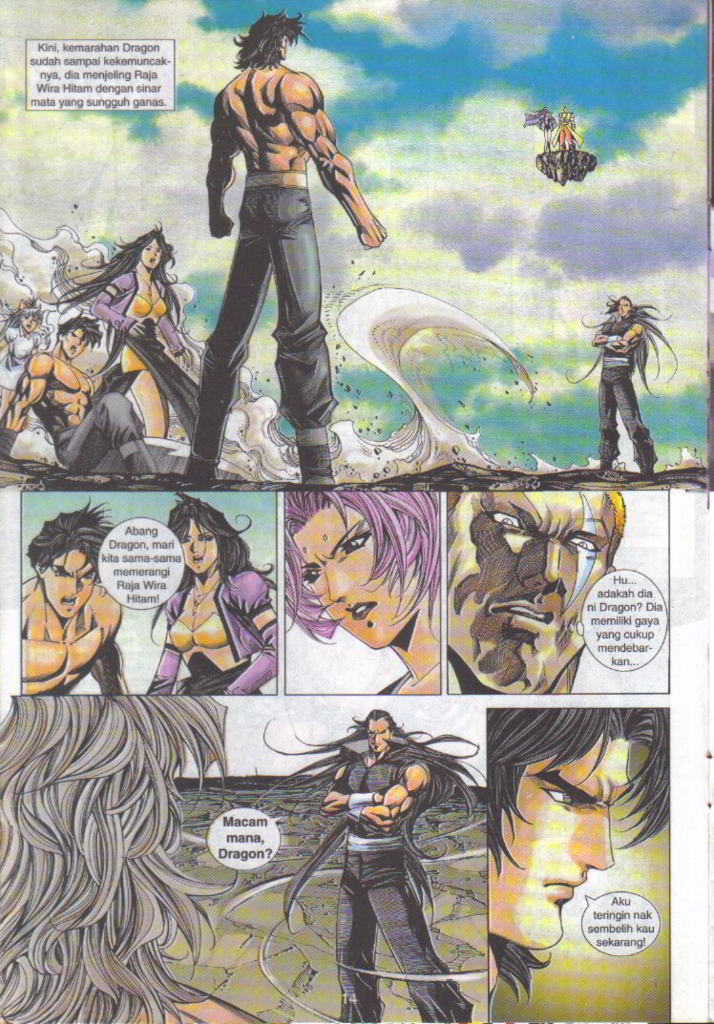 Kini, kemarahan Dragon
sudah sampai kekemuncak-
nya, dia menjeling Raja
Wira Hitam dengan sinar
mata yang sungguh ganas.
Abang
Dragon, mari
kita sama-sama
memerangi
Raja Wira
Hitam!
Hu...
adakah dia
ni Dragon? Dia
memiliki gaya
yang cukup
mendebar-
kan...
Macam
mana,
Dragon?
Aku
teringin nak
sembelih kau
sekarang!
14